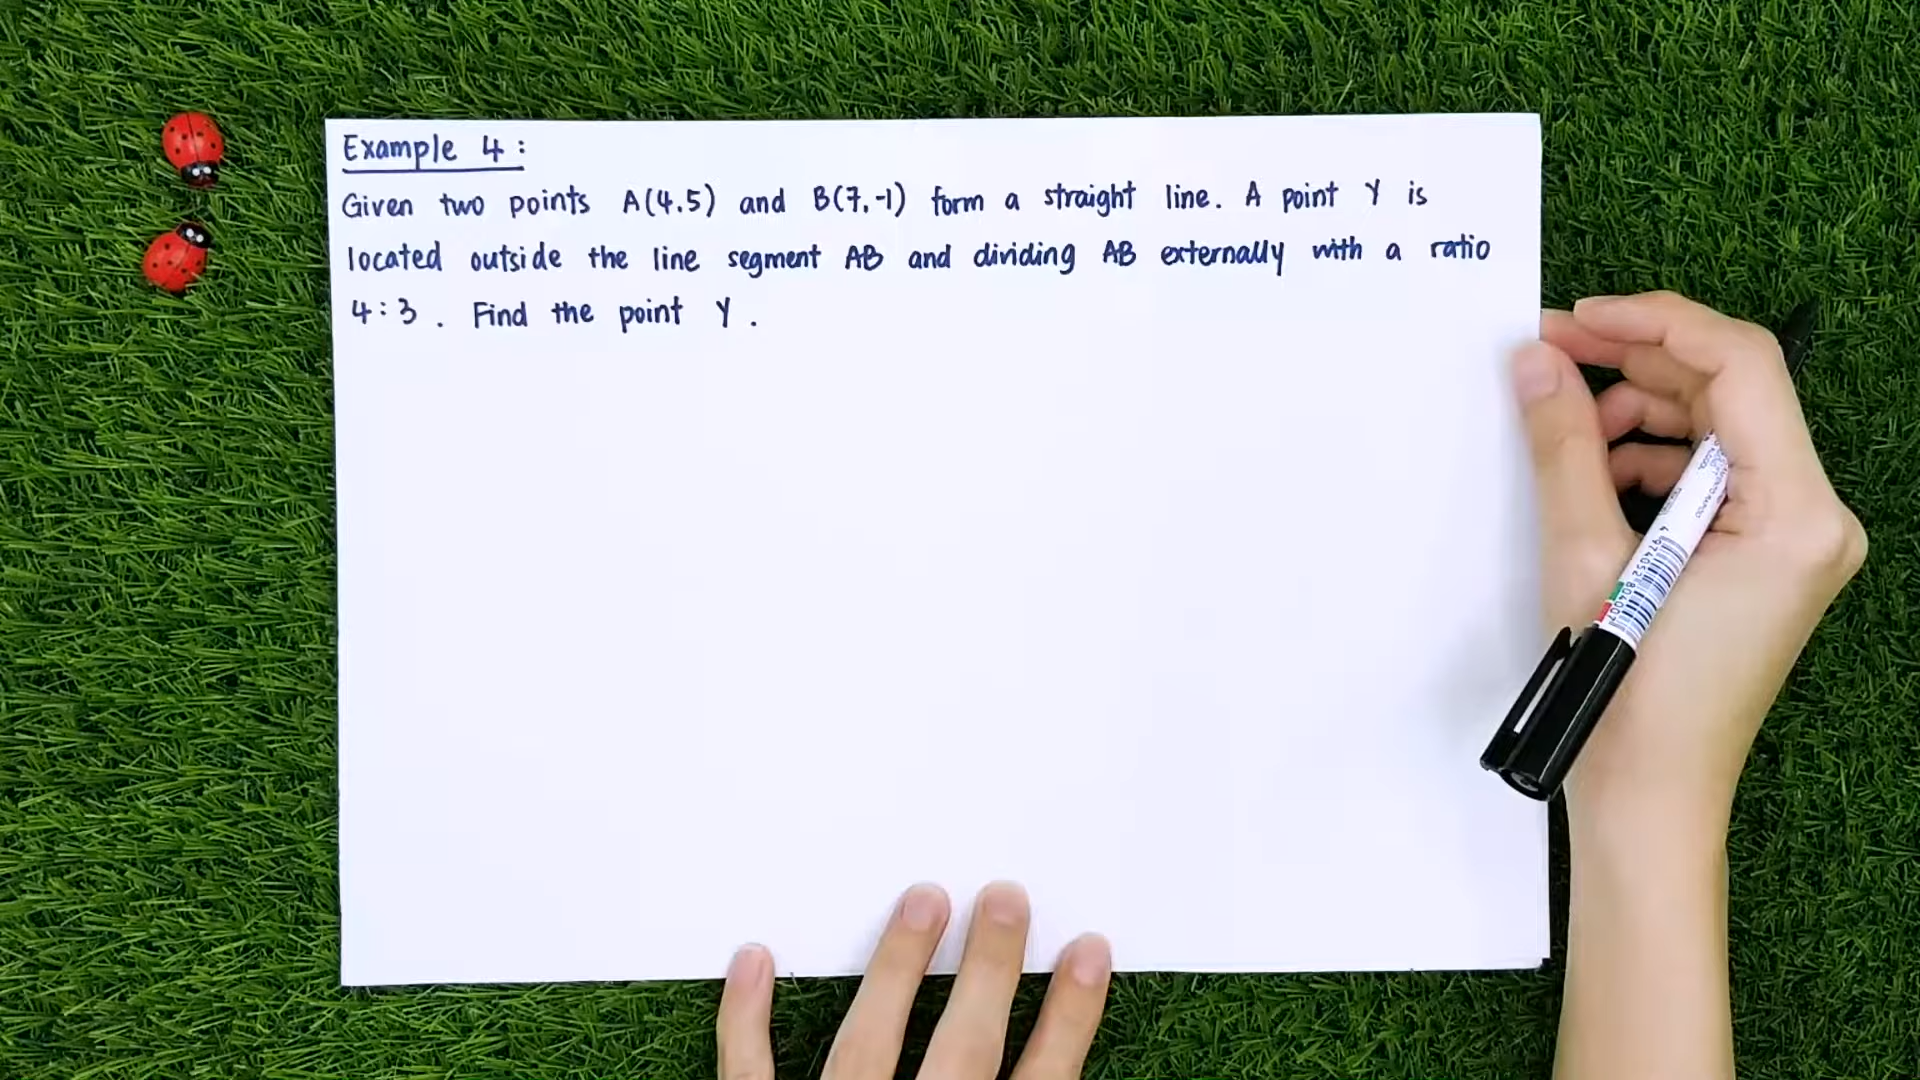 Example 4:
Given two points A(4,5) and B(7,-1) form a straight line. A point Y is
located outside the line segment AB and dividing AB externally with a ratio
4:3. Find the point Y.
4974052804007